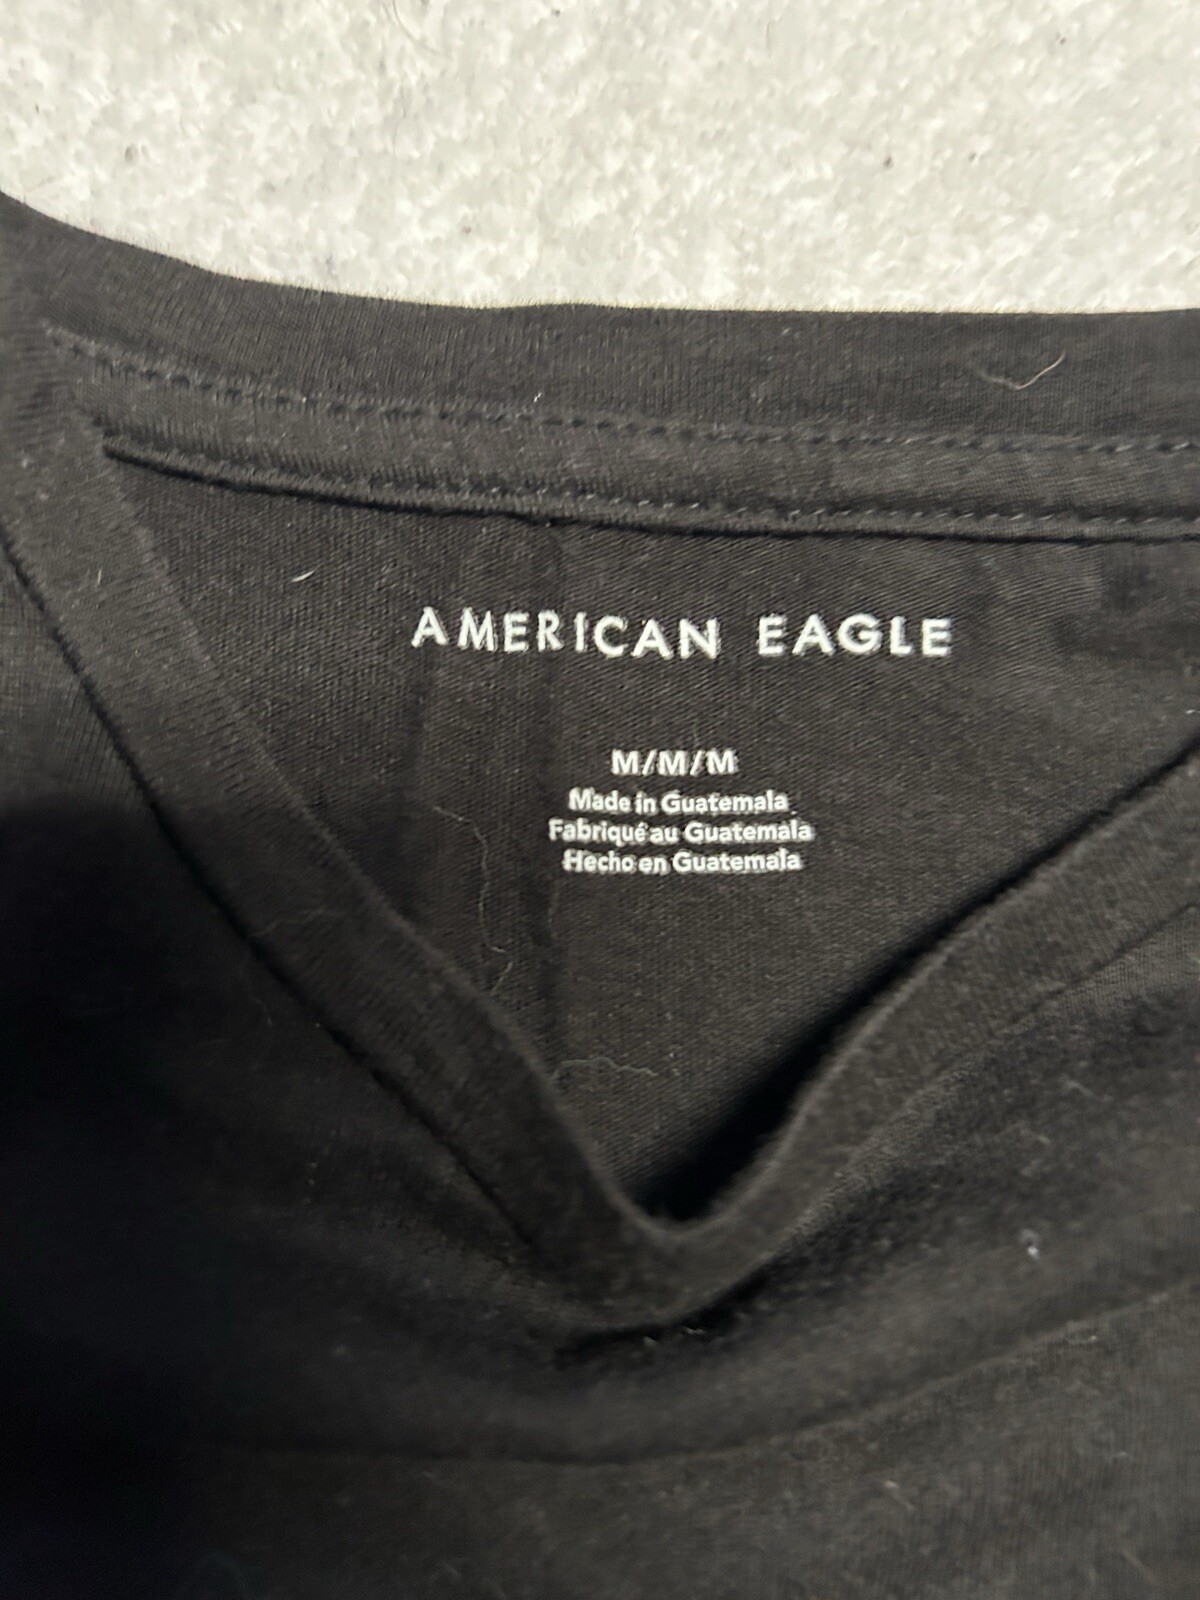 AMERICAN EAGLE
M/M/M
Made in Guatemala
Fabriqué au Guatemala
Hecho en Guatemala